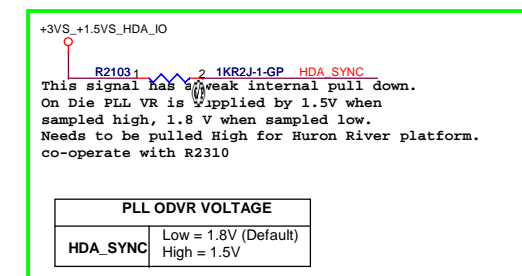 +3VS_+1.5VS_HDA_IO
R2103 1 2 1KR2J-1-GP HDA_SYNC
This signal has a weak internal pull down.
On Die PLL VR is supplied by 1.5V when
sampled high, 1.8 V when sampled low.
Needs to be pulled High for Huron River platform.
co-operate with R2310
PLL ODVR VOLTAGE
HDA_SYNC Low = 1.8V (Default)
High = 1.5V